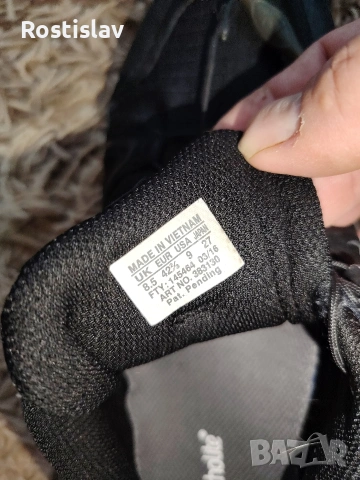 Rostislav
MADE IN VIETNAM
UK EUR USA JAPAN
8.5 42⅔ 9 27
FTY: 145464 03/16
ART NO. 383130
Pat. Pending
BAZAR